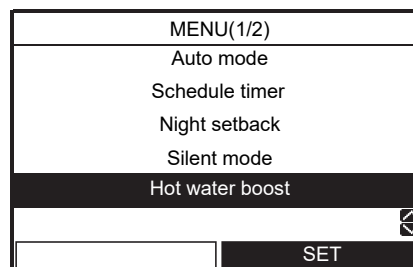 MENU(1/2)
Auto mode
Schedule timer
Night setback
Silent mode
Hot water boost
SET